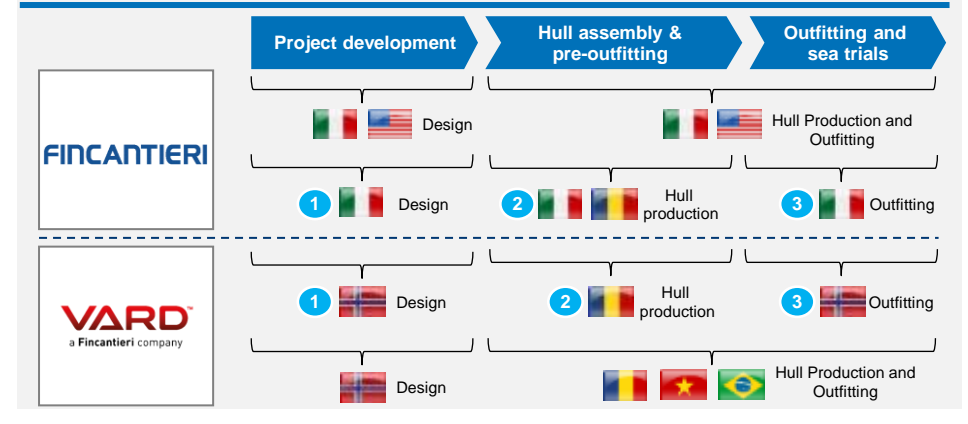 Project development
Hull assembly &
pre-outfitting
Outfitting and
sea trials
FINCANTIERI
Design
Hull Production and
Outfitting
1
Design
2
Hull
production
3
Outfitting
VARD™
a Fincantieri company
1
Design
2
Hull
production
3
Outfitting
Design
Hull Production and
Outfitting